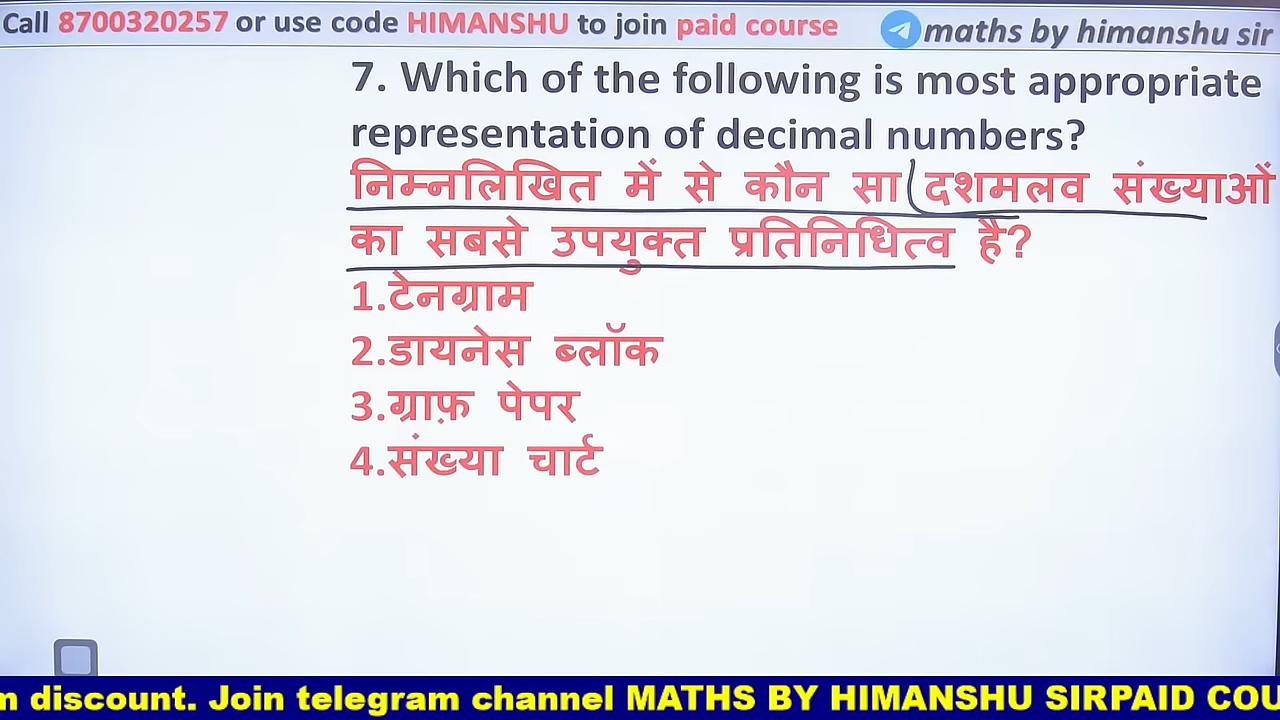 Call 8700320257 or use code HIMANSHU to join paid course
maths by himanshu sir
7. Which of the following is most appropriate
representation of decimal numbers?
निम्नलिखित में से कौन सा दशमलव संख्याओं
का सबसे उपयुक्त प्रतिनिधित्व है?
1.टेनग्राम
2.डायनेस ब्लॉक
3.ग्राफ़ पेपर
4.संख्या चार्ट
m discount. Join telegram channel MATHS BY HIMANSHU SIRPAID COU